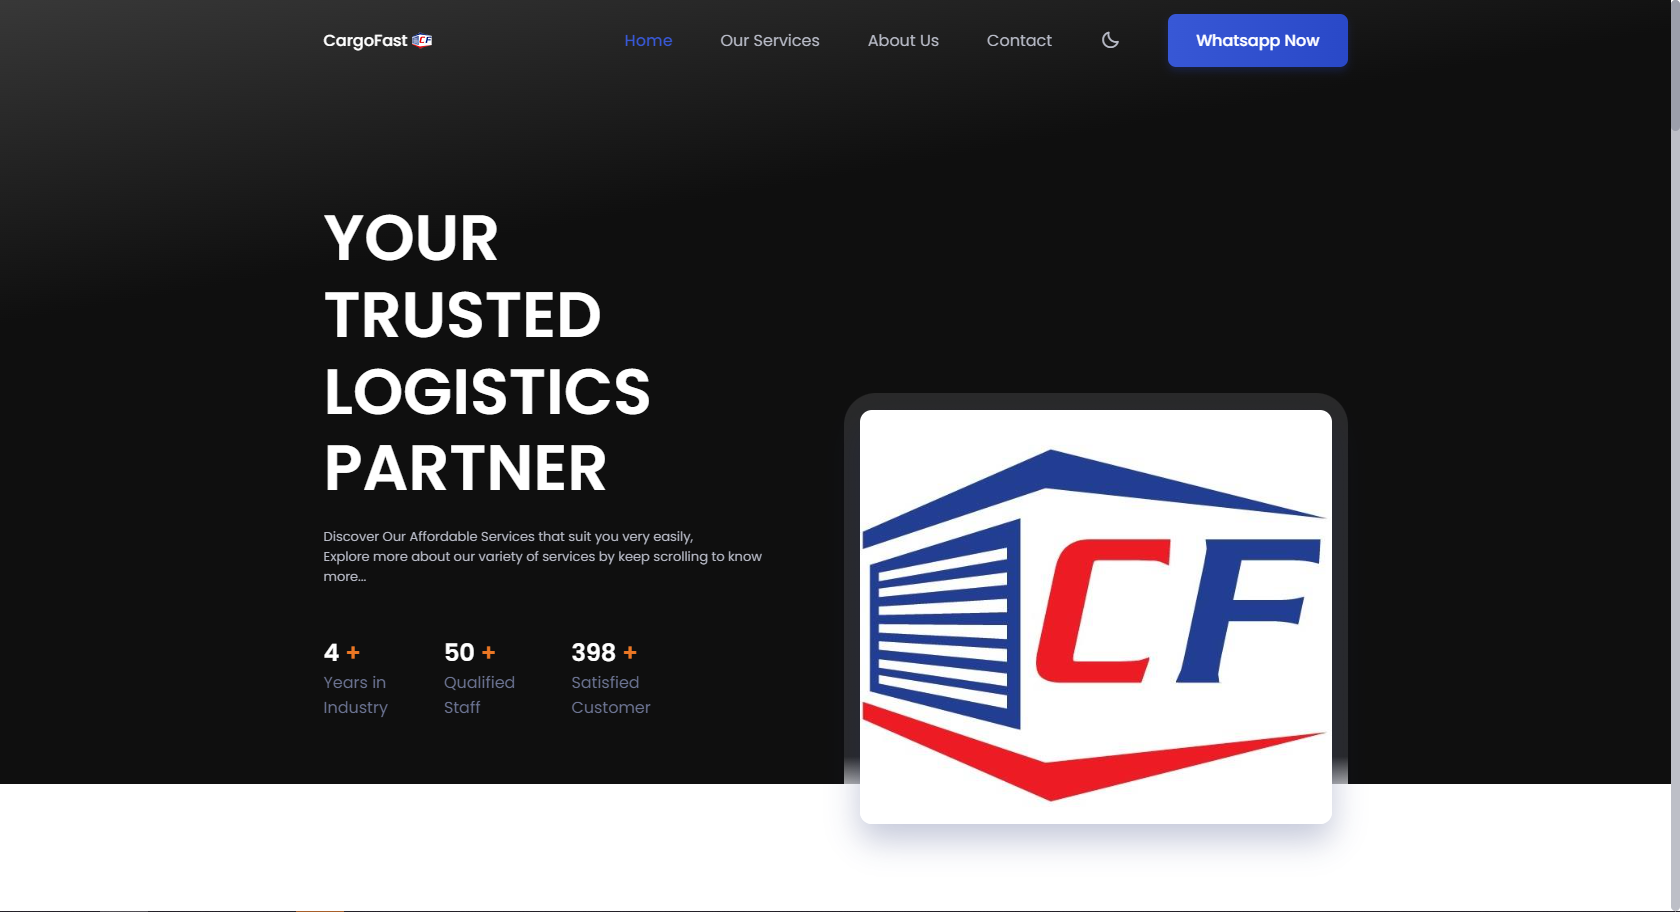 CargoFast CF
Home
Our Services
About Us
Contact
Whatsapp Now
YOUR
TRUSTED
LOGISTICS
PARTNER
Discover Our Affordable Services that suit you very easily,
Explore more about our variety of services by keep scrolling to know
more...
4 +
Years in
Industry
50 +
Qualified
Staff
398 +
Satisfied
Customer
CF